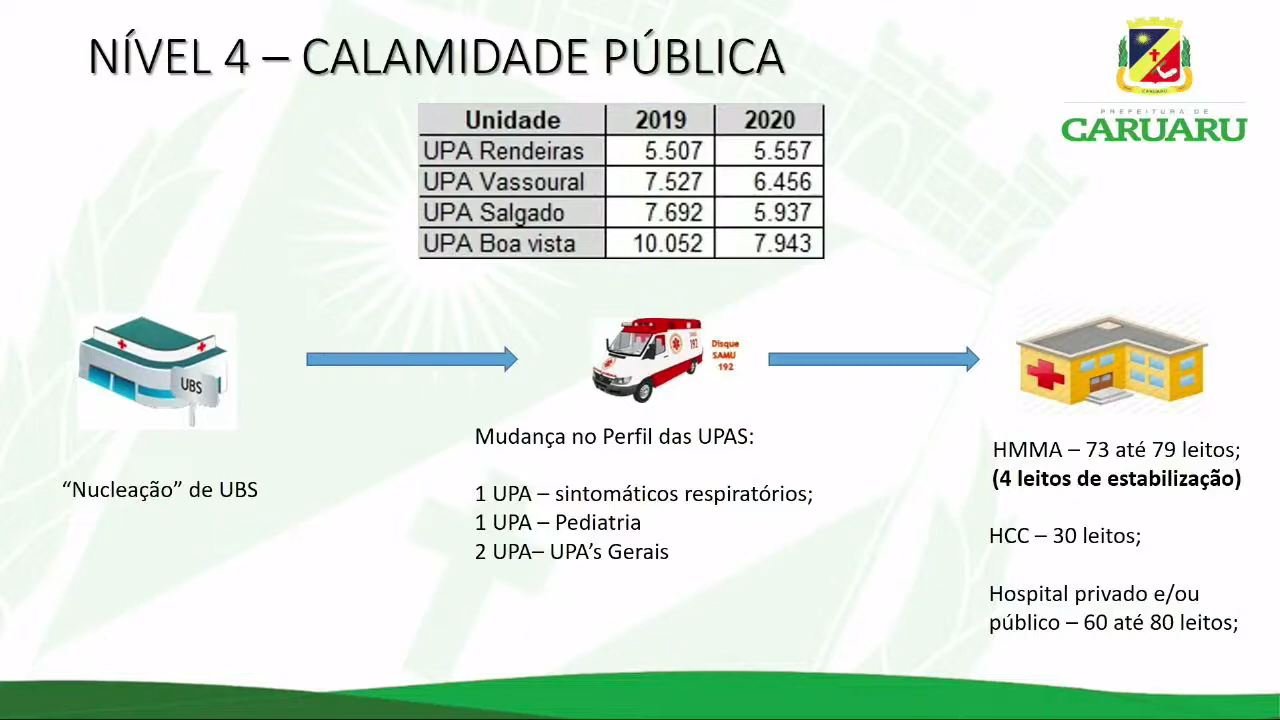 NÍVEL 4 – CALAMIDADE PÚBLICA
CARUARU
PREFEITURA DE
CARUARU
Unidade 2019 2020
UPA Rendeiras 5.507 5.557
UPA Vassoural 7.527 6.456
UPA Salgado 7.692 5.937
UPA Boa vista 10.052 7.943
UBS
SAMU
192
Disque
SAMU
192
“Nucleação” de UBS
Mudança no Perfil das UPAS:
1 UPA – sintomáticos respiratórios;
1 UPA – Pediatria
2 UPA– UPA’s Gerais
HMMA – 73 até 79 leitos;
(4 leitos de estabilização)
HCC – 30 leitos;
Hospital privado e/ou
público – 60 até 80 leitos;